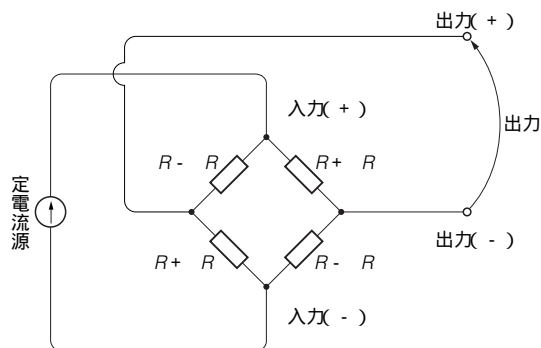 出力( + )
入力( + )
出力
R - R
R + R
定電流源
R + R
R - R
出力( - )
入力( - )